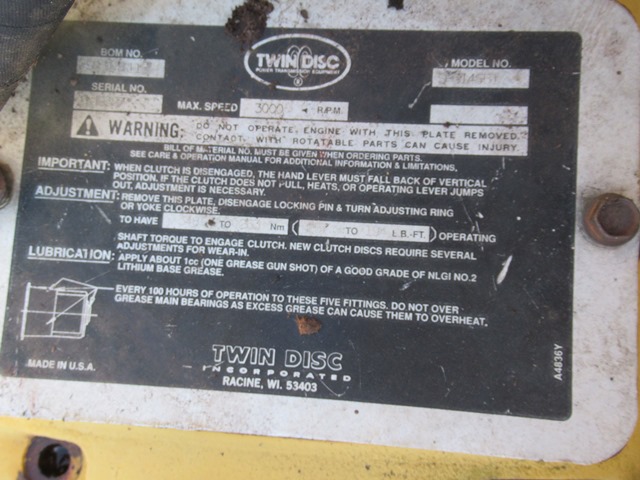 BOM NO.
TWIN DISC
POWER TRANSMISSION EQUIPMENT
MODEL NO.
SERIAL NO.
MAX. SPEED 3000 R.P.M.
WARNING: DO NOT OPERATE ENGINE WITH THIS PLATE REMOVED.
CONTACT WITH ROTATABLE PARTS CAN CAUSE INJURY.
BILL OF MATERIAL NO. MUST BE GIVEN WHEN ORDERING PARTS.
SEE CARE & OPERATION MANUAL FOR ADDITIONAL INFORMATION & LIMITATIONS.
IMPORTANT: WHEN CLUTCH IS DISENGAGED, THE HAND LEVER MUST FALL BACK OF VERTICAL
POSITION. IF THE CLUTCH DOES NOT PULL, HEATS, OR OPERATING LEVER JUMPS
OUT, ADJUSTMENT IS NECESSARY.
ADJUSTMENT: REMOVE THIS PLATE, DISENGAGE LOCKING PIN & TURN ADJUSTING RING
OR YOKE CLOCKWISE.
TO HAVE TO Nm TO LB.-FT. OPERATING
SHAFT TORQUE TO ENGAGE CLUTCH. NEW CLUTCH DISCS REQUIRE SEVERAL
ADJUSTMENTS FOR WEAR-IN.
LUBRICATION: APPLY ABOUT 1cc (ONE GREASE GUN SHOT) OF A GOOD GRADE OF NLGI NO.2
LITHIUM BASE GREASE.
EVERY 100 HOURS OF OPERATION TO THESE FIVE FITTINGS. DO NOT OVER
GREASE MAIN BEARINGS AS EXCESS GREASE CAN CAUSE THEM TO OVERHEAT.
TWIN DISC
INCORPORATED
RACINE, WI. 53403
MADE IN U.S.A.
A4836Y